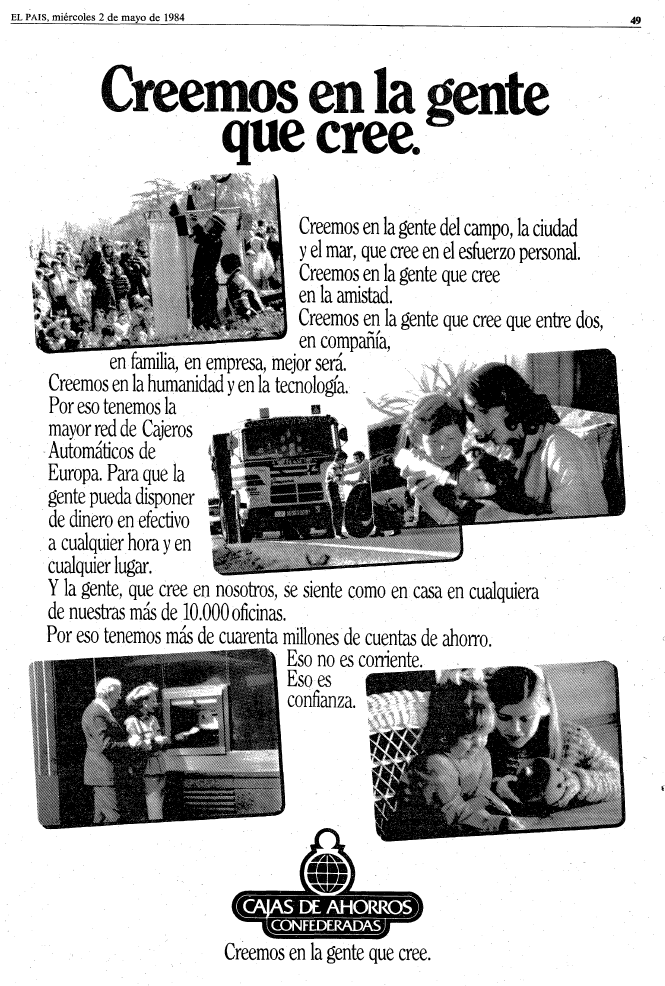 EL PAIS, miércoles 2 de mayo de 1984
49
Creemos en la gente
que cree.
Creemos en la gente del campo, la ciudad
y el mar, que cree en el esfuerzo personal.
Creemos en la gente que cree
en la amistad.
Creemos en la gente que cree que entre dos,
en compañía,
en familia, en empresa, mejor será.
Creemos en la humanidad y en la tecnología.
Por eso tenemos la
mayor red de Cajeros
Automáticos de
Europa. Para que la
gente pueda disponer
de dinero en efectivo
a cualquier hora y en
cualquier lugar.
Y la gente, que cree en nosotros, se siente como en casa en cualquiera
de nuestras más de 10.000 oficinas.
Por eso tenemos más de cuarenta millones de cuentas de ahorro.
Eso no es corriente.
Eso es
confianza.
CAJAS DE AHORROS
CONFEDERADAS
Creemos en la gente que cree.